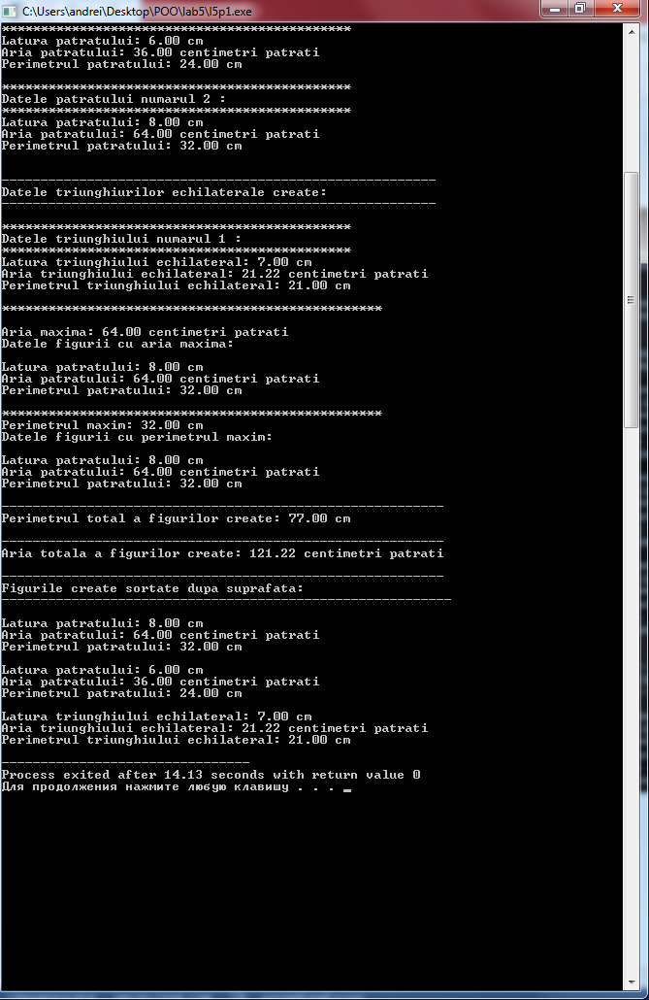 C:\Users\andrei\Desktop\POO\lab5\l5p1.exe
*********************************************
Latura patratului: 6.00 cm
Aria patratului: 36.00 centimetri patrati
Perimetrul patratului: 24.00 cm
*********************************************
Datele patratului numarul 2 :
*********************************************
Latura patratului: 8.00 cm
Aria patratului: 64.00 centimetri patrati
Perimetrul patratului: 32.00 cm
--------------------------------------------------------
Datele triunghiurilor echilaterale create:
--------------------------------------------------------
*********************************************
Datele triunghiului numarul 1 :
*********************************************
Latura triunghiului echilateral: 7.00 cm
Aria triunghiului echilateral: 21.22 centimetri patrati
Perimetrul triunghiului echilateral: 21.00 cm
*************************************************
Aria maxima: 64.00 centimetri patrati
Datele figurii cu aria maxima:
Latura patratului: 8.00 cm
Aria patratului: 64.00 centimetri patrati
Perimetrul patratului: 32.00 cm
*************************************************
Perimetrul maxim: 32.00 cm
Datele figurii cu perimetrul maxim:
Latura patratului: 8.00 cm
Aria patratului: 64.00 centimetri patrati
Perimetrul patratului: 32.00 cm
---------------------------------------------------------
Perimetrul total a figurilor create: 77.00 cm
---------------------------------------------------------
Aria totala a figurilor create: 121.22 centimetri patrati
---------------------------------------------------------
Figurile create sortate dupa suprafata:
----------------------------------------------------------
Latura patratului: 8.00 cm
Aria patratului: 64.00 centimetri patrati
Perimetrul patratului: 32.00 cm
Latura patratului: 6.00 cm
Aria patratului: 36.00 centimetri patrati
Perimetrul patratului: 24.00 cm
Latura triunghiului echilateral: 7.00 cm
Aria triunghiului echilateral: 21.22 centimetri patrati
Perimetrul triunghiului echilateral: 21.00 cm
--------------------------------
Process exited after 14.13 seconds with return value 0
Для продолжения нажмите любую клавишу . . . _